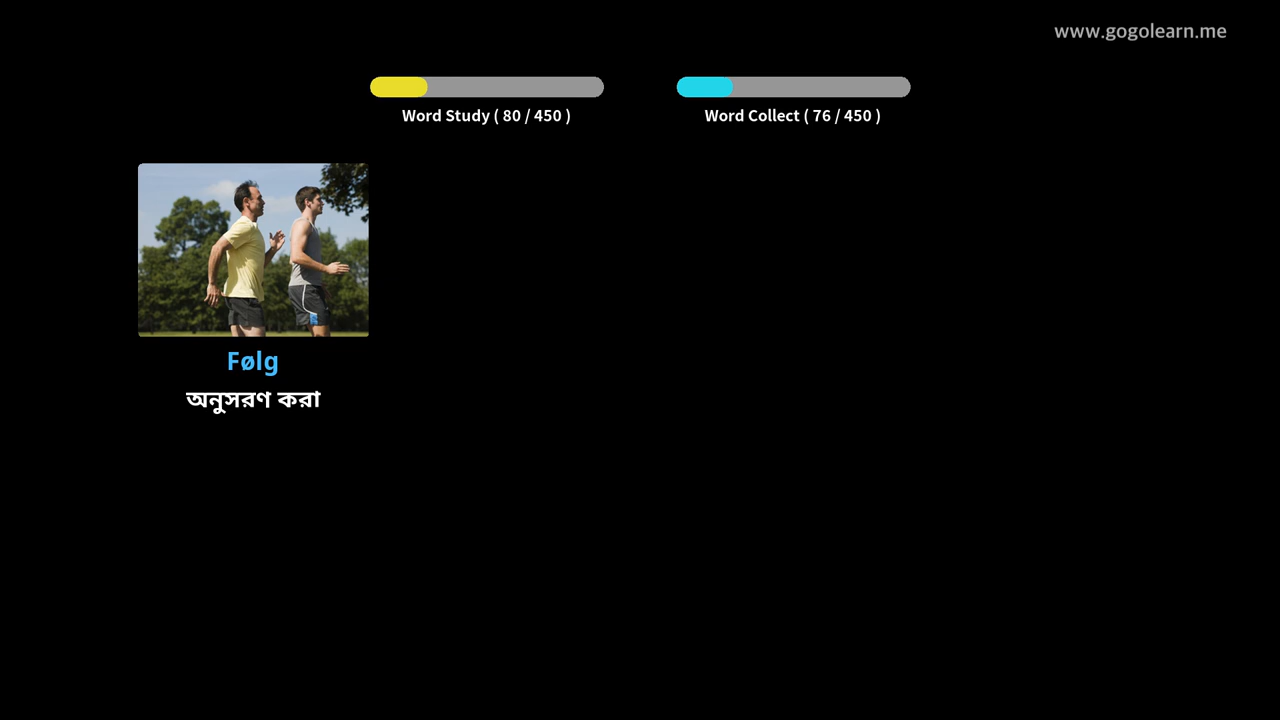 www.gogolearn.me
Word Study ( 80 / 450 )
Word Collect ( 76 / 450 )
Følg
অনুসরণ করা